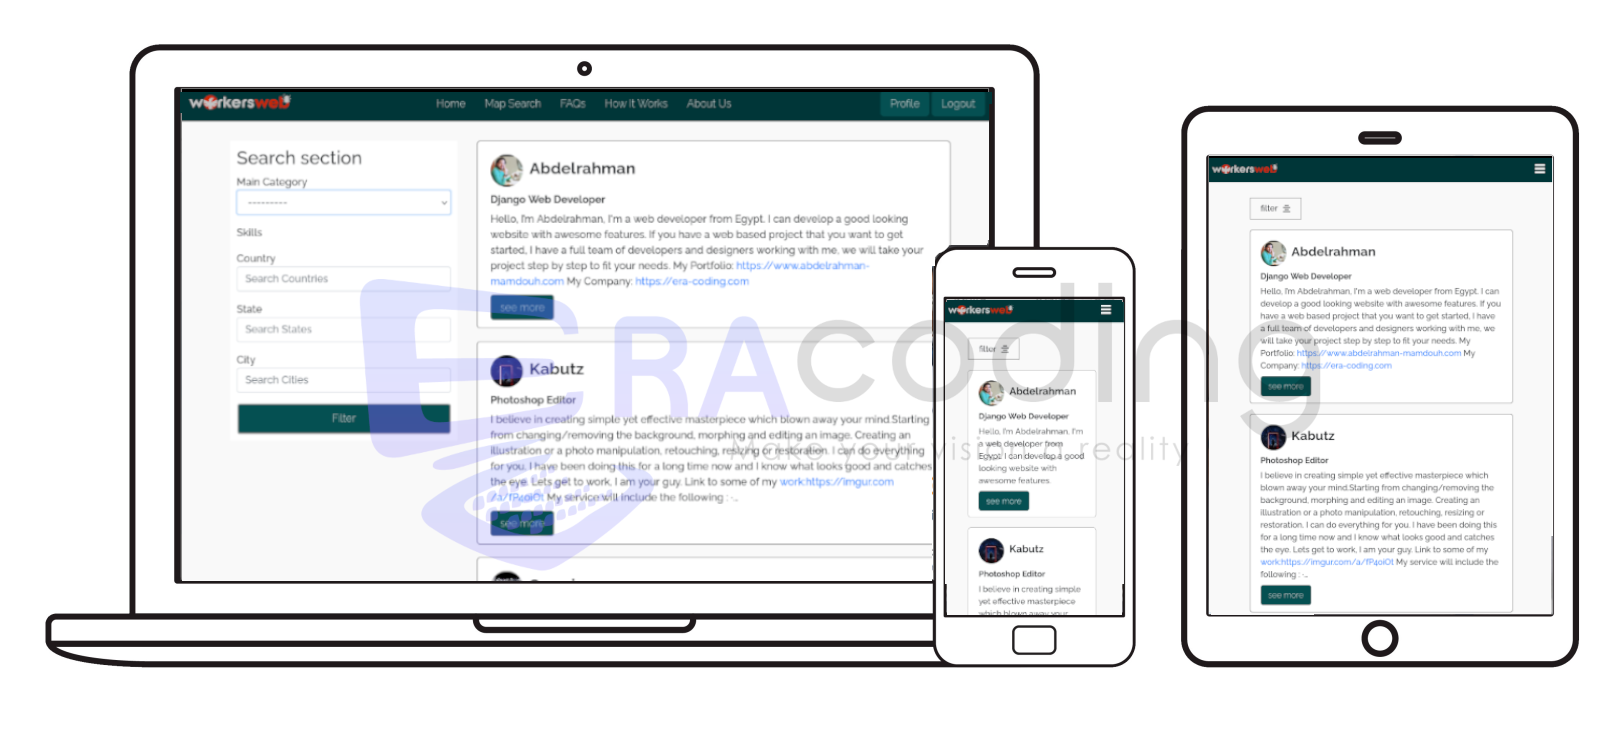 workersweb
Home Map Search FAQs How It Works About Us Profile Logout
Search section
Main Category
---------
Skills
Country
Search Countries
State
Search States
City
Search Cities
Filter
Abdelrahman
Django Web Developer
Hello, I'm Abdelrahman, I'm a web developer from Egypt. I can develop a good looking
website with awesome features. If you have a web based project that you want to get
started, I have a full team of developers and designers working with me, we will take your
project step by step to fit your needs. My Portfolio: https://www.abdelrahman-
mamdouh.com My Company: https://era-coding.com
see more
Kabutz
Photoshop Editor
I believe in creating simple yet effective masterpiece which blown away your mind.Starting
from changing/removing the background, morphing and editing an image. Creating an
illustration or a photo manipulation, retouching, resizing or restoration. I can do everything
for you. I have been doing this for a long time now and I know what looks good and catches
the eye. Lets get to work, I am your guy. Link to some of my work:https://imgur.com
/a/fP4oiOt My service will include the following : -...
see more
ERAcoding
Make your vision a reality
workersweb
filter
Abdelrahman
Django Web Developer
Hello, I'm Abdelrahman, I'm
a web developer from
Egypt. I can develop a good
looking website with
awesome features.
see more
Kabutz
Photoshop Editor
I believe in creating simple
yet effective masterpiece
which blown away your
workersweb
filter
Abdelrahman
Django Web Developer
Hello, I'm Abdelrahman, I'm a web developer from Egypt. I can
develop a good looking website with awesome features. If you
have a web based project that you want to get started, I have
a full team of developers and designers working with me, we
will take your project step by step to fit your needs. My
Portfolio: https://www.abdelrahman-mamdouh.com My
Company: https://era-coding.com
see more
Kabutz
Photoshop Editor
I believe in creating simple yet effective masterpiece which
blown away your mind.Starting from changing/removing the
background, morphing and editing an image. Creating an
illustration or a photo manipulation, retouching, resizing or
restoration. I can do everything for you. I have been doing this
for a long time now and I know what looks good and catches
the eye. Lets get to work, I am your guy. Link to some of my
work:https://imgur.com/a/fP4oiOt My service will include the
following : -...
see more